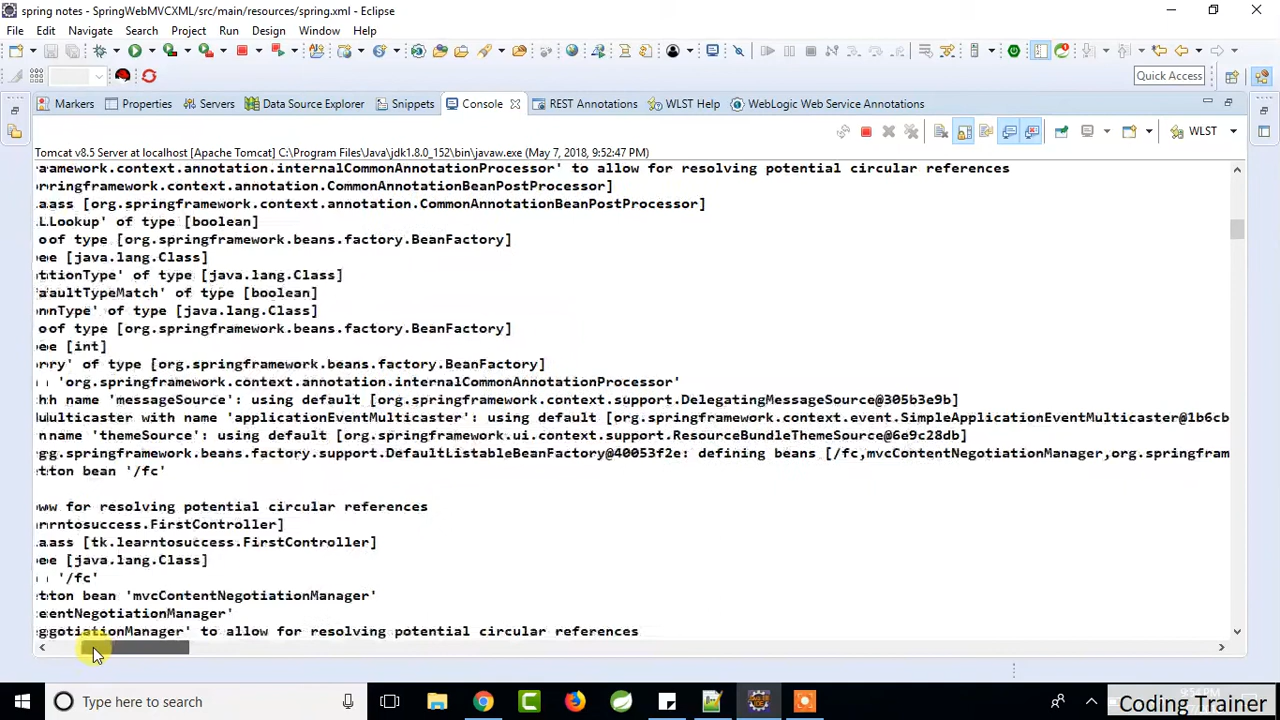 spring notes - SpringWebMVCXML/src/main/resources/spring.xml - Eclipse
File Edit Navigate Search Project Run Design Window Help
Quick Access
Markers Properties Servers Data Source Explorer Snippets Console REST Annotations WLST Help WebLogic Web Service Annotations
WLST
Tomcat v8.5 Server at localhost [Apache Tomcat] C:\Program Files\Java\jdk1.8.0_152\bin\javaw.exe (May 7, 2018, 9:52:47 PM)
amework.context.annotation.internalCommonAnnotationProcessor' to allow for resolving potential circular references
ringframework.context.annotation.CommonAnnotationBeanPostProcessor]
ass [org.springframework.context.annotation.CommonAnnotationBeanPostProcessor]
Lookup' of type [boolean]
of type [org.springframework.beans.factory.BeanFactory]
e [java.lang.Class]
tionType' of type [java.lang.Class]
aultTypeMatch' of type [boolean]
nType' of type [java.lang.Class]
of type [org.springframework.beans.factory.BeanFactory]
e [int]
ry' of type [org.springframework.beans.factory.BeanFactory]
'org.springframework.context.annotation.internalCommonAnnotationProcessor'
h name 'messageSource': using default [org.springframework.context.support.DelegatingMessageSource@305b3e9b]
ulticaster with name 'applicationEventMulticaster': using default [org.springframework.context.event.SimpleApplicationEventMulticaster@1b6cb
name 'themeSource': using default [org.springframework.ui.context.support.ResourceBundleThemeSource@6e9c28db]
g.springframework.beans.factory.support.DefaultListableBeanFactory@40053f2e: defining beans [/fc,mvcContentNegotiationManager,org.springfram
ton bean '/fc'
w for resolving potential circular references
rntosuccess.FirstController]
ass [tk.learntosuccess.FirstController]
e [java.lang.Class]
'/fc'
ton bean 'mvcContentNegotiationManager'
entNegotiationManager'
gotiationManager' to allow for resolving potential circular references
Type here to search
Coding Trainer